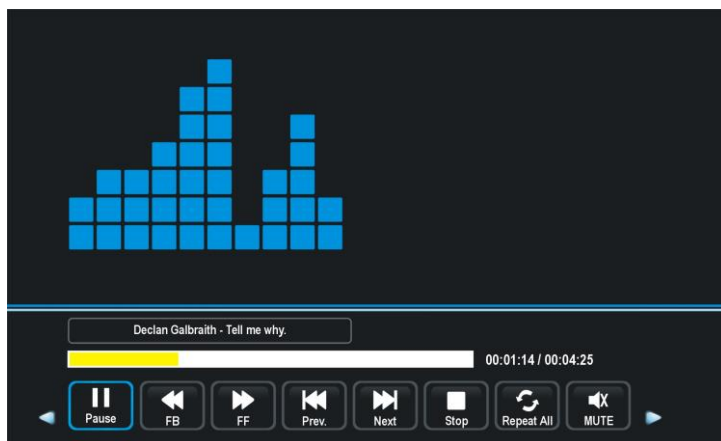 Declan Galbraith - Tell me why.
00:01:14 / 00:04:25
Pause
FB
FF
Prev.
Next
Stop
Repeat All
MUTE